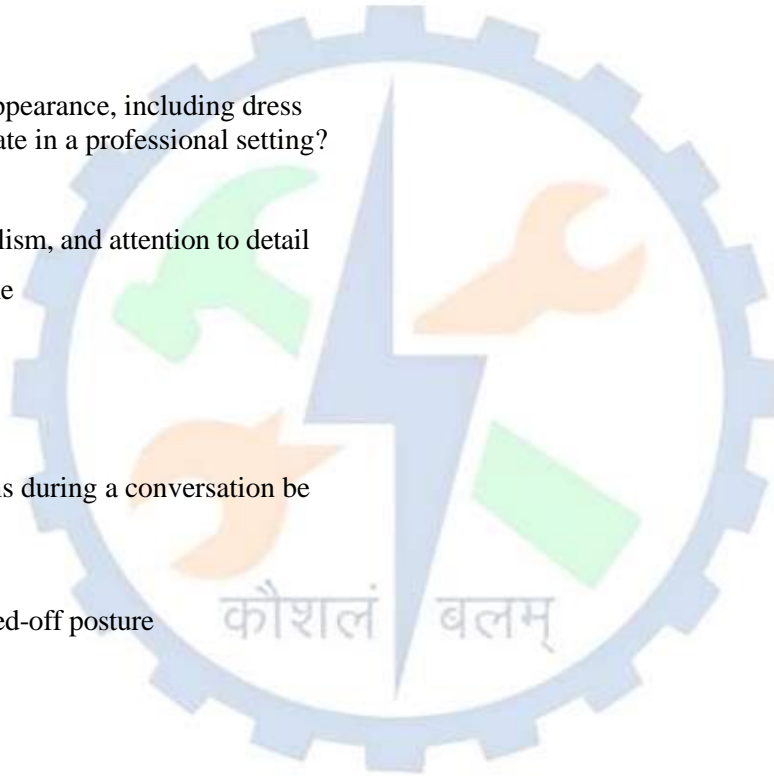 ppearance, including dress
ate in a professional setting?
lism, and attention to detail
e
s during a conversation be
ed-off posture
कौशलं बलम्